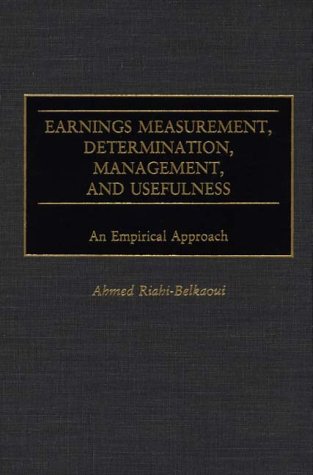 EARNINGS MEASUREMENT,
DETERMINATION,
MANAGEMENT,
AND USEFULNESS
An Empirical Approach
Ahmed Riahi-Belkaoui